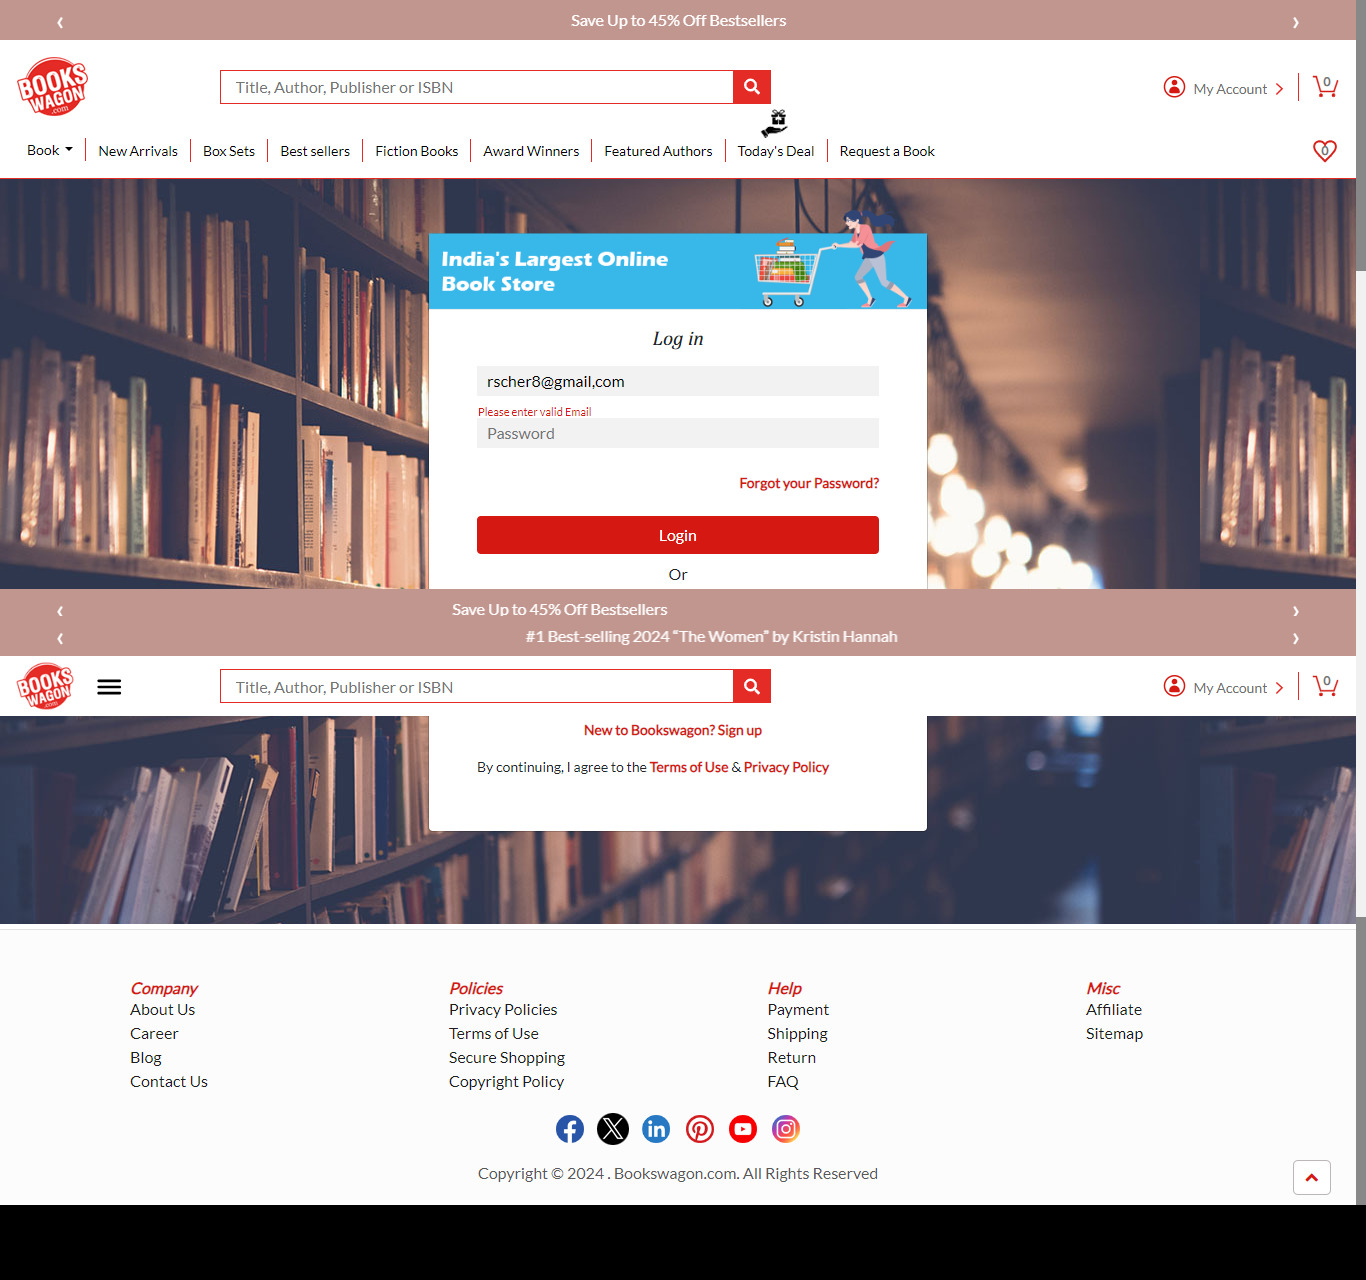 ‹ Save Up to 45% Off Bestsellers ›
BOOKS WAGON .com
Title, Author, Publisher or ISBN
My Account
0
Book
New Arrivals
Box Sets
Best sellers
Fiction Books
Award Winners
Featured Authors
Today's Deal
Request a Book
0
India's Largest Online
Book Store
Log in
rscher8@gmail,com
Please enter valid Email
Password
Forgot your Password?
Login
Or
‹ Save Up to 45% Off Bestsellers ›
‹ #1 Best-selling 2024 “The Women” by Kristin Hannah ›
BOOKS WAGON .com
Title, Author, Publisher or ISBN
My Account
0
New to Bookswagon? Sign up
By continuing, I agree to the Terms of Use & Privacy Policy
Company
About Us
Career
Blog
Contact Us
Policies
Privacy Policies
Terms of Use
Secure Shopping
Copyright Policy
Help
Payment
Shipping
Return
FAQ
Misc
Affiliate
Sitemap
Copyright © 2024 . Bookswagon.com. All Rights Reserved